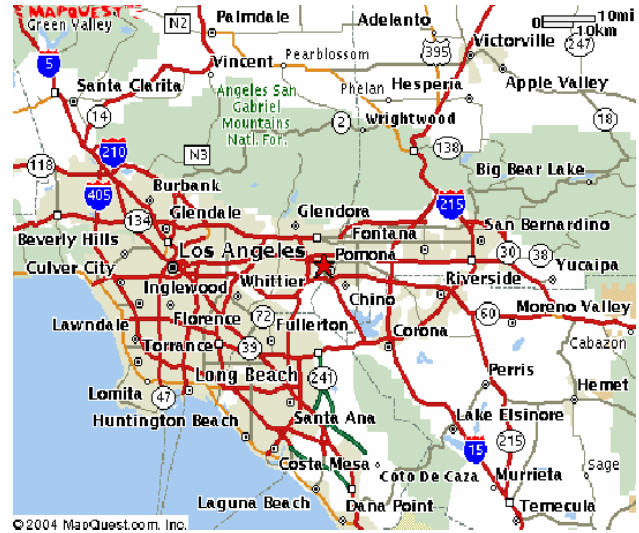 MAPQUEST
Green Valley
N2
Palmdale
Adelanto
0 10mi
10km
5
Vincent
Pearblossom
395
Victorville
247
Santa Clarita
Angeles San
Gabriel
Mountains
Natl. For.
Phelan
Hesperia
Apple Valley
14
2
Wrightwood
18
118
210
N3
138
Big Bear Lake
405
Burbank
215
134
Glendale
Glendora
San Bernardino
Beverly Hills
Fontana
Los Angeles
Pomona
30
38
Culver City
Yucaipa
Inglewood
Whittier
Riverside
Chino
Moreno Valley
Lawndale
Florence
72
Fullerton
60
Torrance
39
Corona
Cabazon
Long Beach
241
Perris
Lomita
47
Hemet
Huntington Beach
Santa Ana
Lake Elsinore
215
15
Costa Mesa
Coto De Caza
Murrieta
Sage
Laguna Beach
Dana Point
Temecula
© 2004 MapQuest.com, Inc.